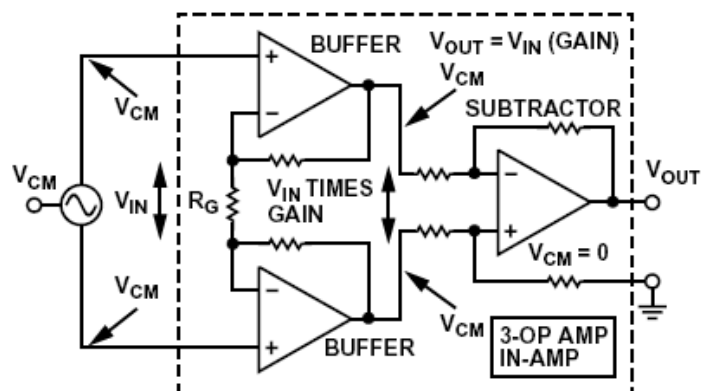 BUFFER
V_OUT = V_IN (GAIN)
V_CM
V_CM
SUBTRACTOR
V_CM
V_IN
R_G
V_IN TIMES
GAIN
V_OUT
V_CM
V_CM = 0
BUFFER
V_CM
3-OP AMP
IN-AMP